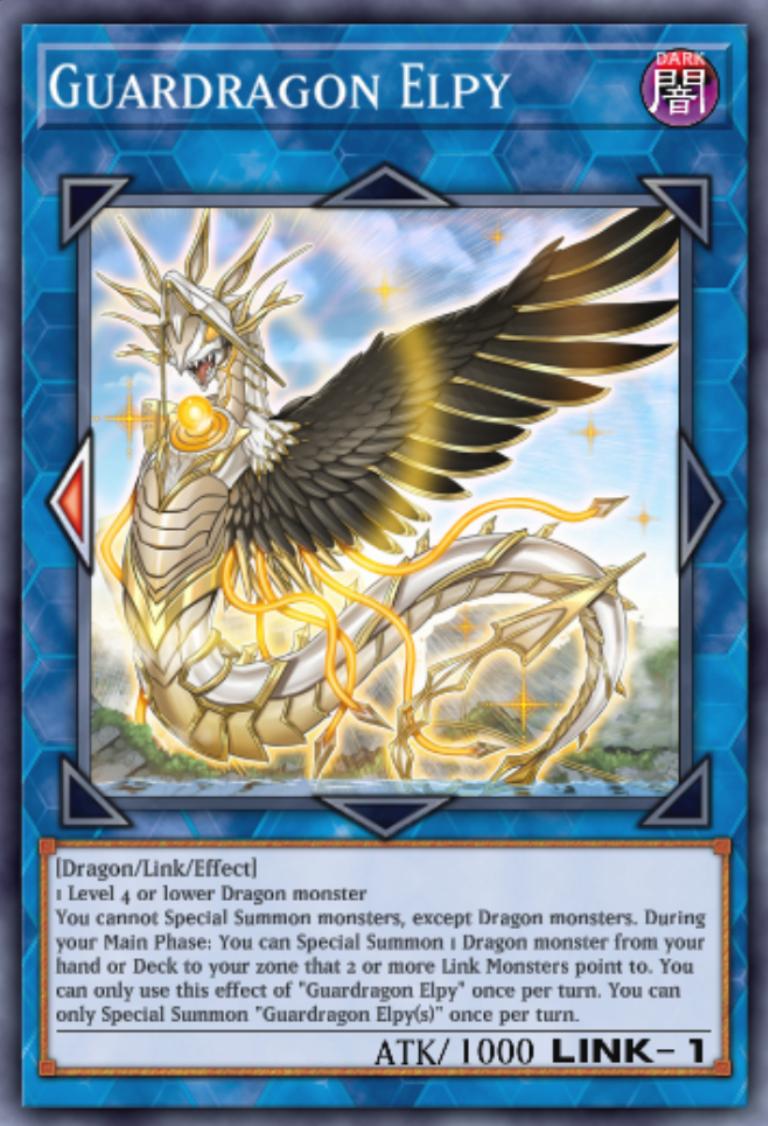 Guardragon Elpy
DARK
闇
[Dragon/Link/Effect]
1 Level 4 or lower Dragon monster
You cannot Special Summon monsters, except Dragon monsters. During
your Main Phase: You can Special Summon 1 Dragon monster from your
hand or Deck to your zone that 2 or more Link Monsters point to. You
can only use this effect of "Guardragon Elpy" once per turn. You can
only Special Summon "Guardragon Elpy(s)" once per turn.
ATK/ 1000 LINK- 1